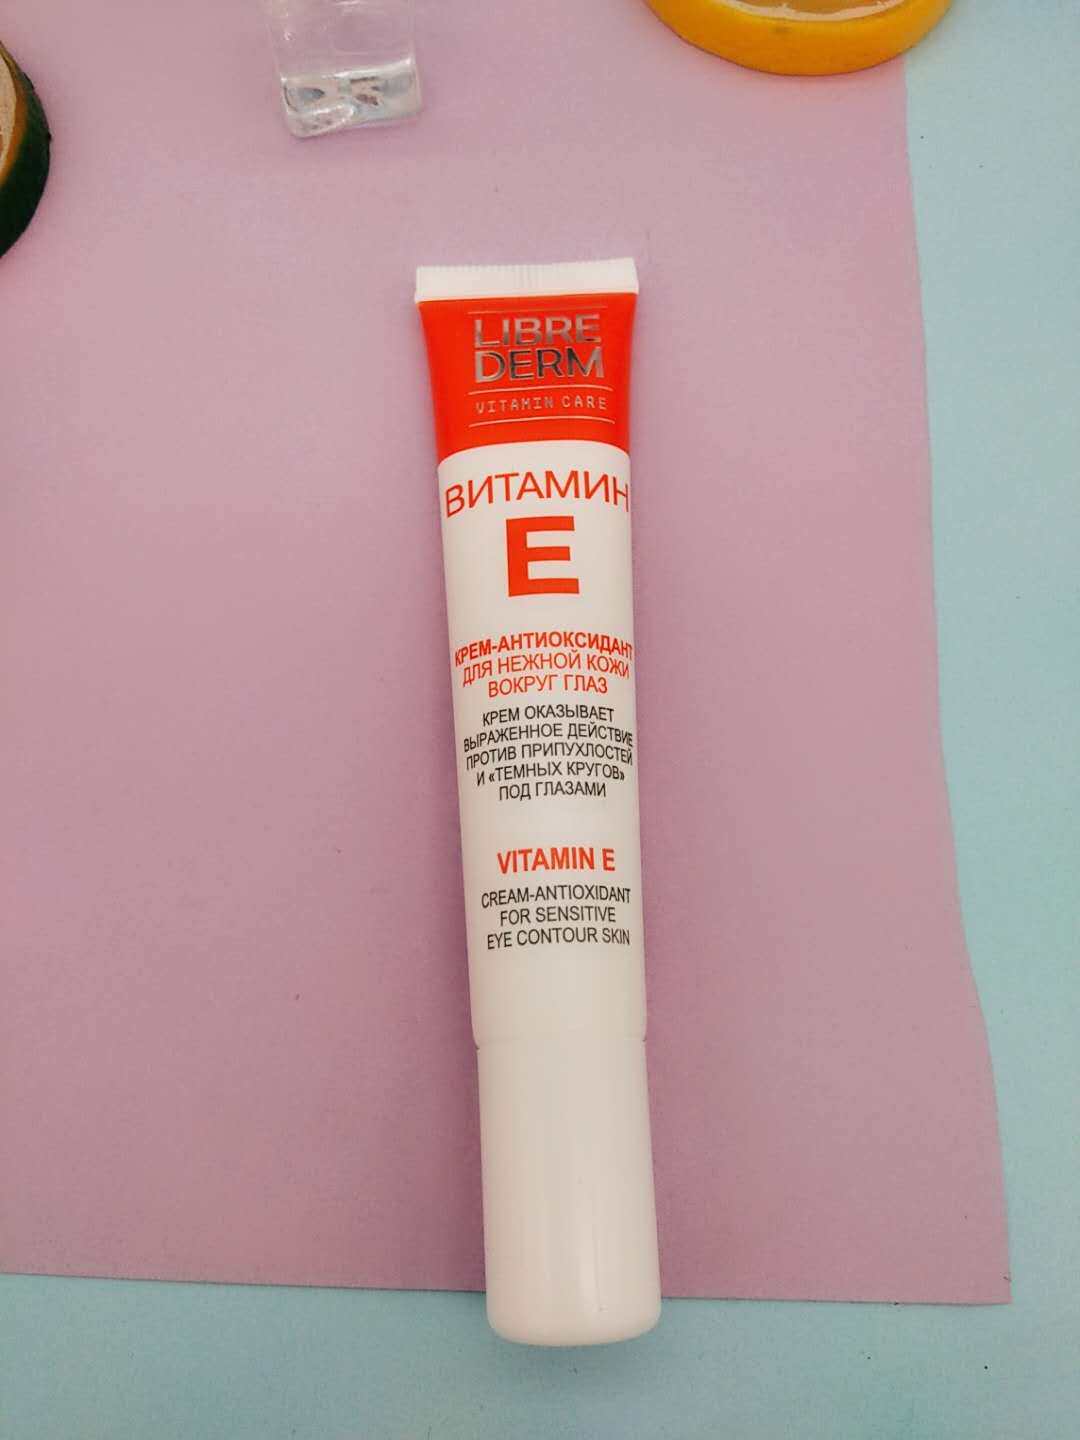 LIBRE
DERM
VITAMIN CARE
ВИТАМИН
E
КРЕМ-АНТИОКСИДАНТ
ДЛЯ НЕЖНОЙ КОЖИ
ВОКРУГ ГЛАЗ
КРЕМ ОКАЗЫВАЕТ
ВЫРАЖЕННОЕ ДЕЙСТВИЕ
ПРОТИВ ПРИПУХЛОСТЕЙ
И «ТЕМНЫХ КРУГОВ»
ПОД ГЛАЗАМИ
VITAMIN E
CREAM-ANTIOXIDANT
FOR SENSITIVE
EYE CONTOUR SKIN